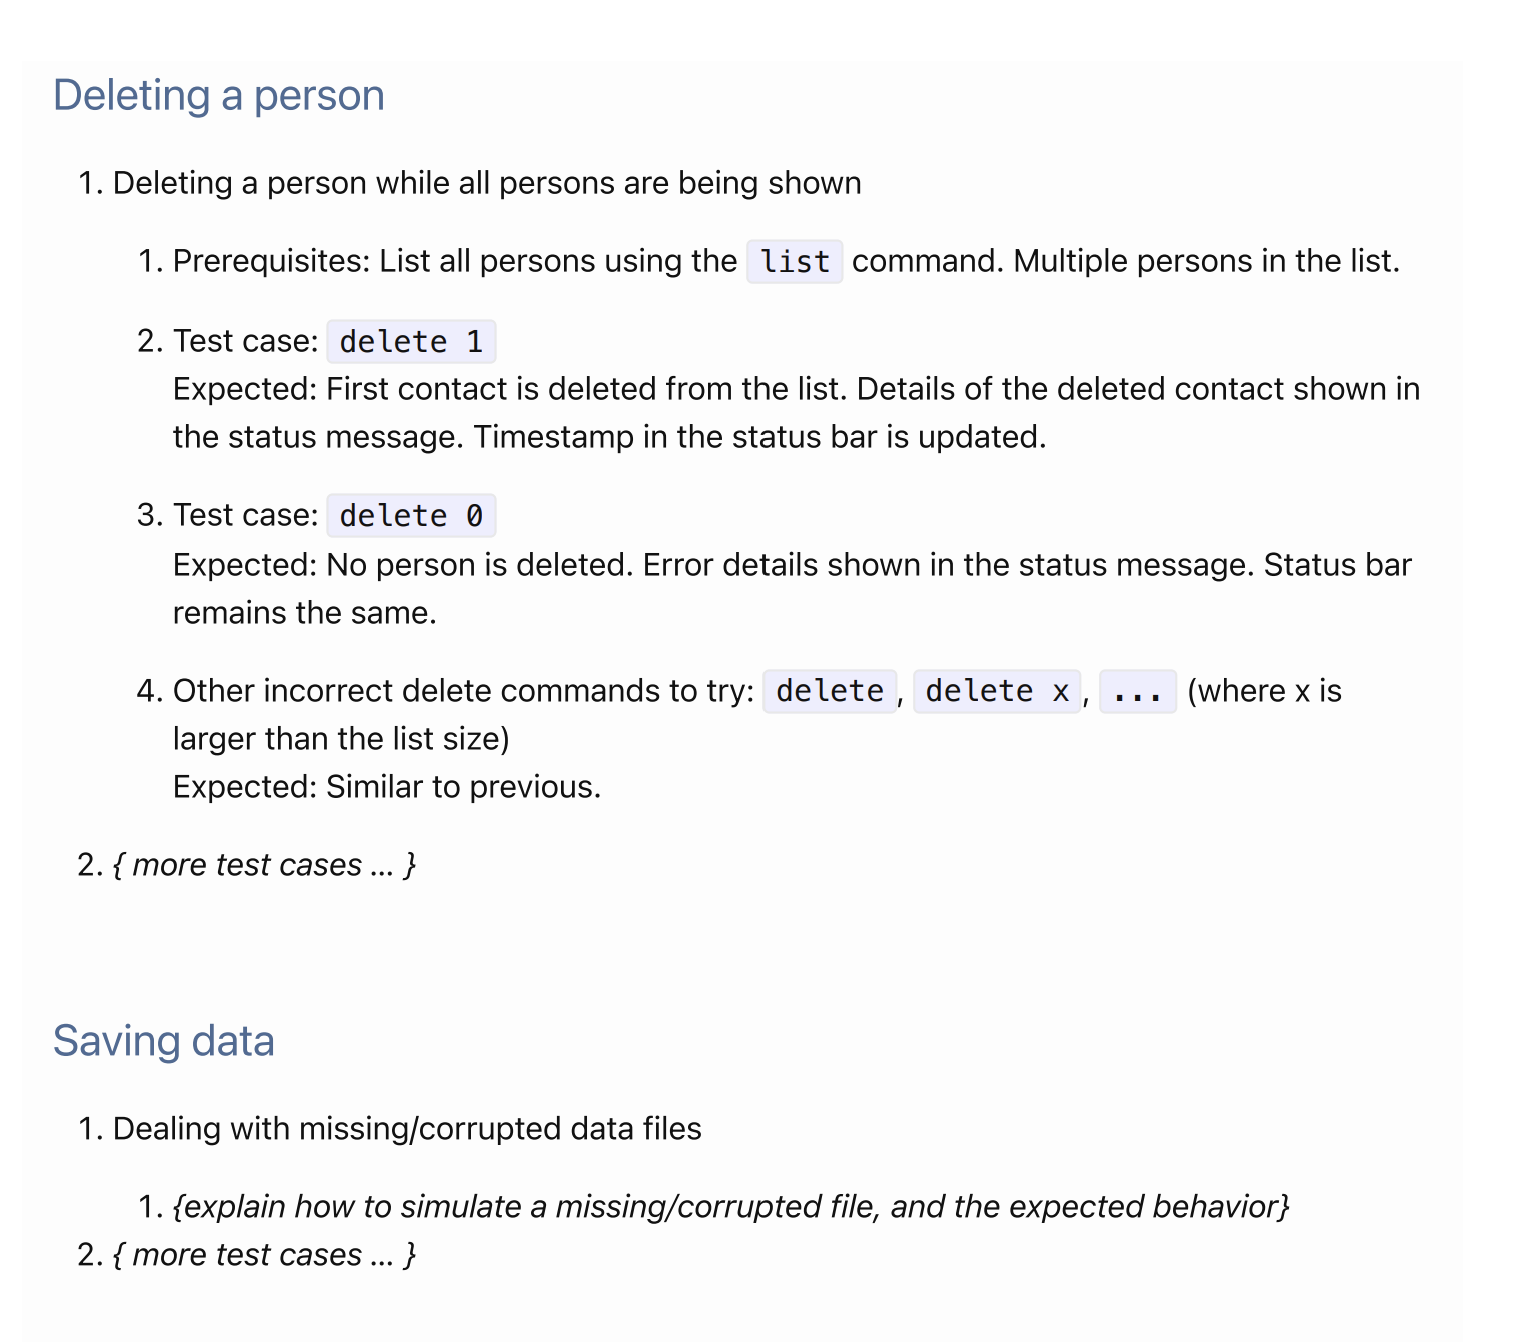 Deleting a person
1. Deleting a person while all persons are being shown
1. Prerequisites: List all persons using the list command. Multiple persons in the list.
2. Test case: delete 1
Expected: First contact is deleted from the list. Details of the deleted contact shown in
the status message. Timestamp in the status bar is updated.
3. Test case: delete 0
Expected: No person is deleted. Error details shown in the status message. Status bar
remains the same.
4. Other incorrect delete commands to try: delete, delete x, ... (where x is
larger than the list size)
Expected: Similar to previous.
2. { more test cases ... }
Saving data
1. Dealing with missing/corrupted data files
1. {explain how to simulate a missing/corrupted file, and the expected behavior}
2. { more test cases ... }